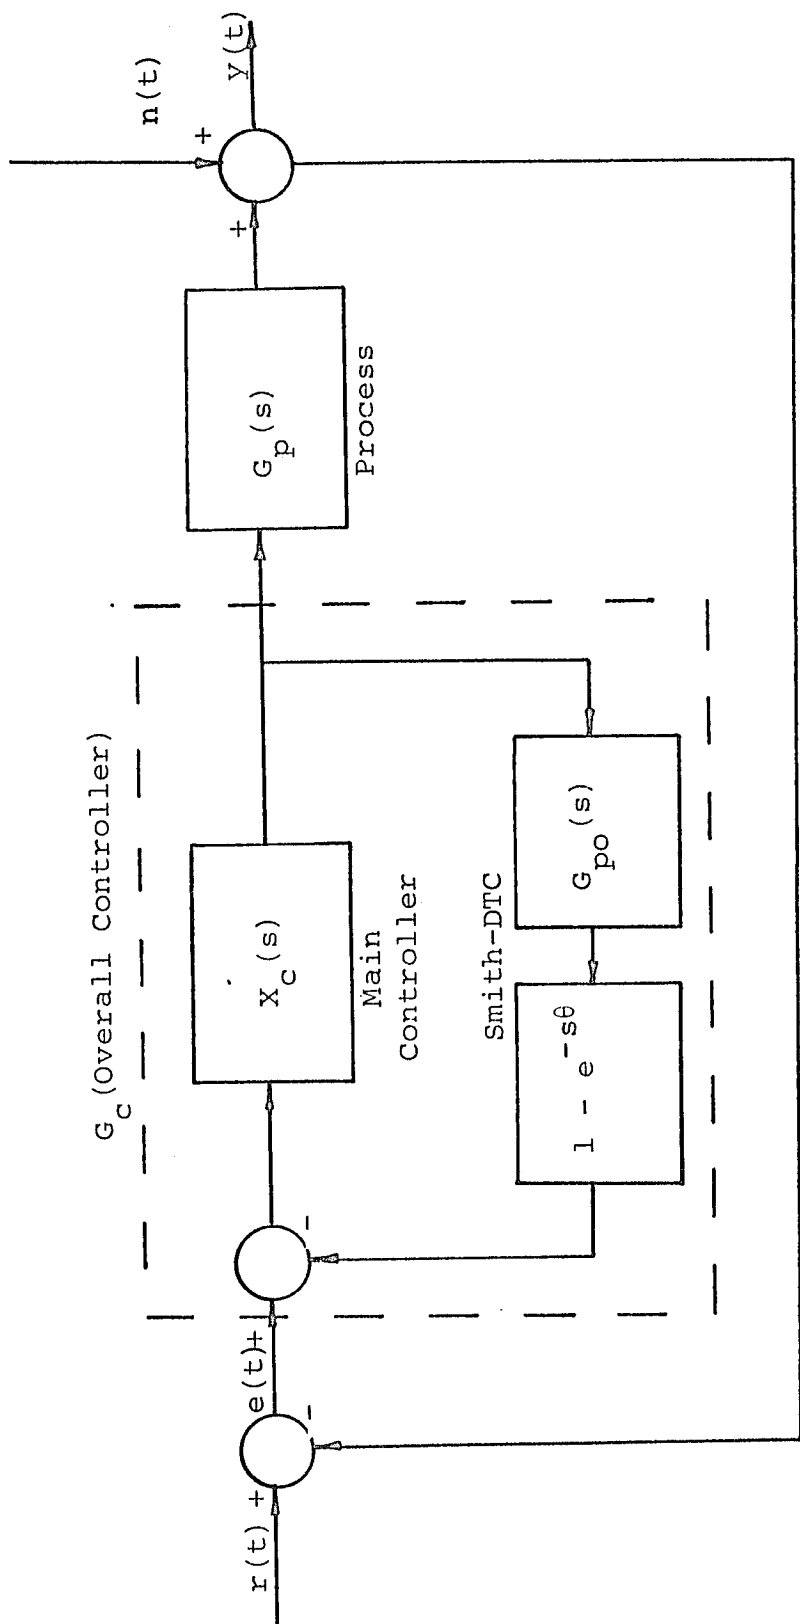 G_c (Overall Controller)
n(t)
r(t)
+
e(t)
+
X_c(s)
G_p(s)
+
+
y(t)
-
-
Main
Controller
Process
Smith-DTC
1 - e^-sθ
G_po(s)